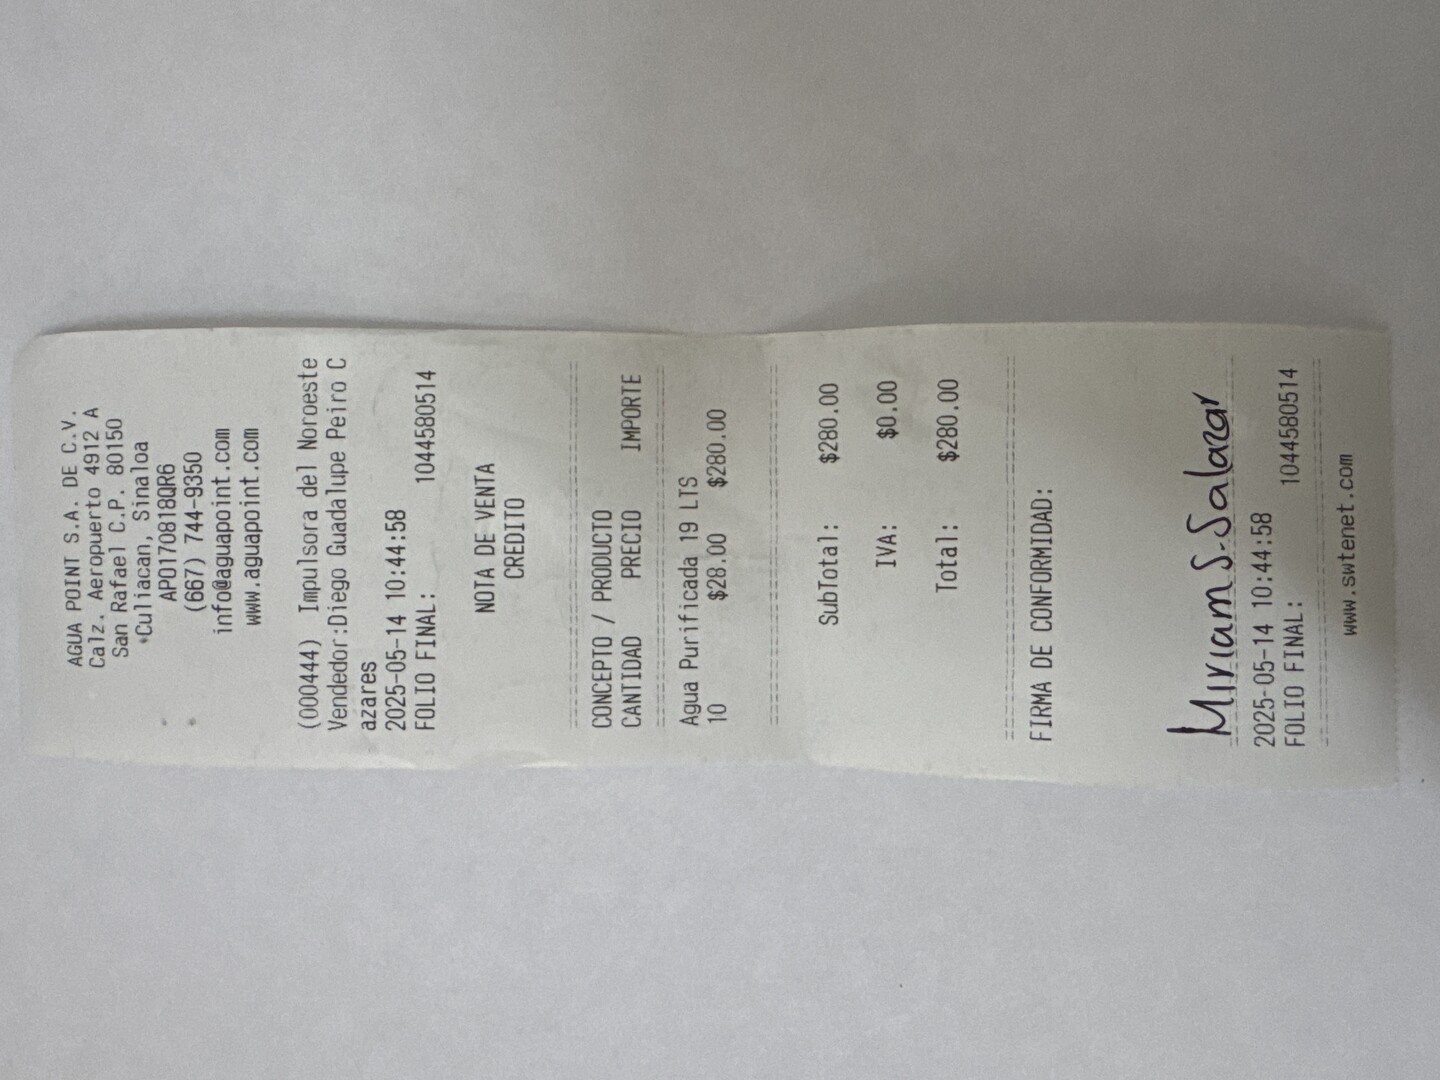 AGUA POINT S.A. DE C.V.
Calz. Aeropuerto 4912 A
San Rafael C.P. 80150
*Culiacan, Sinaloa
APO170818QR6
(667) 744-9350
info@aguapoint.com
www.aguapoint.com
(000444) Impulsora del Noroeste
Vendedor:Diego Guadalupe Peiro C
azares
2025-05-14 10:44:58
FOLIO FINAL: 1044580514
NOTA DE VENTA
CREDITO
CONCEPTO / PRODUCTO
CANTIDAD PRECIO IMPORTE
Agua Purificada 19 LTS
10 $28.00 $280.00
SubTotal: $280.00
IVA: $0.00
Total: $280.00
FIRMA DE CONFORMIDAD:
Miriam S. Salazar
2025-05-14 10:44:58
FOLIO FINAL: 1044580514
www.swtenet.com